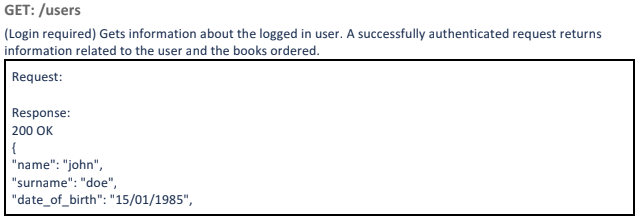 GET: /users
(Login required) Gets information about the logged in user. A successfully authenticated request returns
information related to the user and the books ordered.
Request:
Response:
200 OK
{
"name": "john",
"surname": "doe",
"date_of_birth": "15/01/1985",